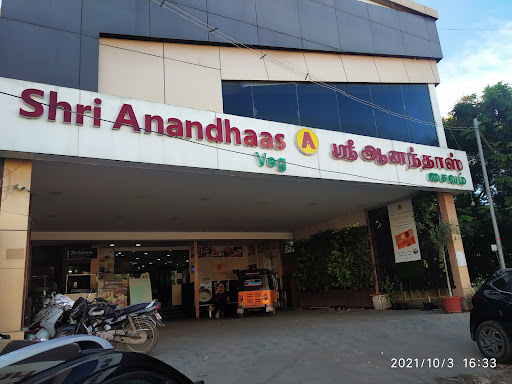 Shri Anandhaas A ஸ்ரீ ஆனந்தாஸ்
Veg சைவம்
2021/10/3 16:33